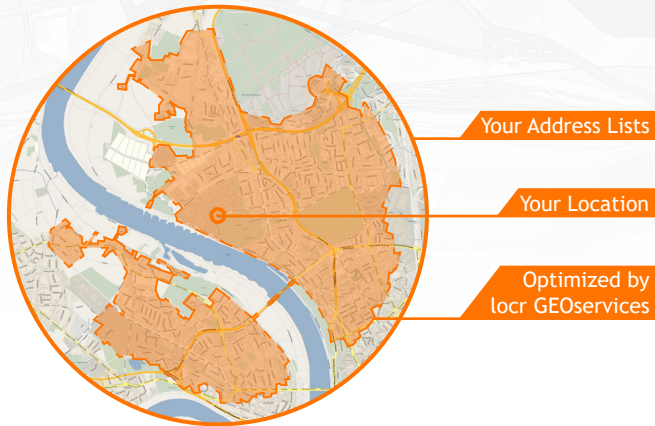 Your Address Lists
Your Location
Optimized by
locr GEOservices